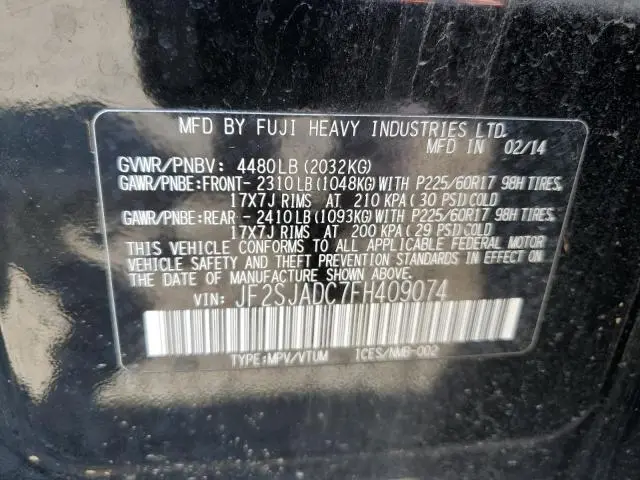 MFD BY FUJI HEAVY INDUSTRIES LTD.
MFD IN 02/14
GVWR/PNBV: 4480LB(2032KG)
GAWR/PNBE:FRONT- 2310LB(1048KG)WITH P225/60R17 98H TIRES,
17X7J RIMS AT 210 KPA( 30 PSI)COLD
GAWR/PNBE:REAR - 2410LB(1093KG)WITH P225/60R17 98H TIRES,
17X7J RIMS AT 200 KPA( 29 PSI)COLD
THIS VEHICLE CONFORMS TO ALL APPLICABLE FEDERAL MOTOR
VEHICLE SAFETY AND THEFT PREVENTION STANDARDS IN EFFECT ON
THE DATE OF MANUFACTURE SHOWN ABOVE.
VIN: JF2SJADC7FH409074
TYPE:MPV/VTUM ICES/NMB-002